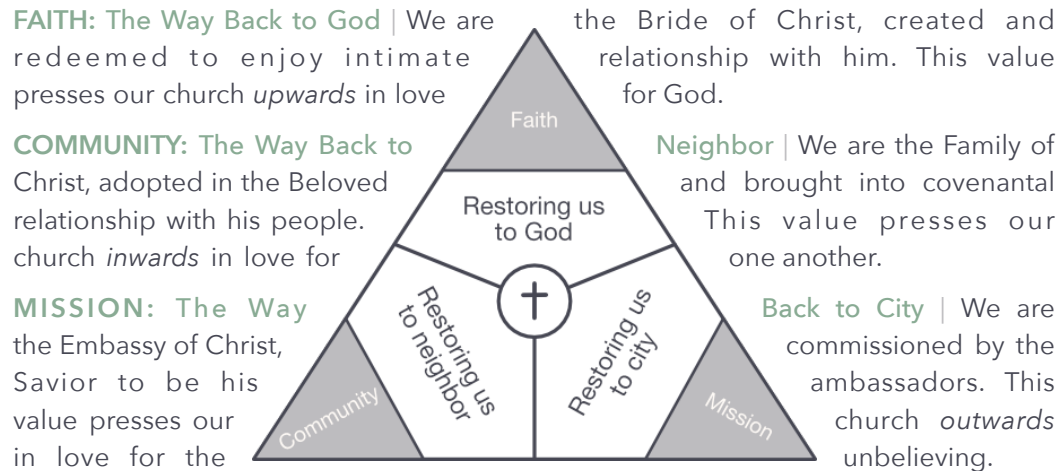 FAITH: The Way Back to God | We are the Bride of Christ, created and
redeemed to enjoy intimate relationship with him. This value
presses our church upwards in love for God.
COMMUNITY: The Way Back to Neighbor | We are the Family of
Christ, adopted in the Beloved and brought into covenantal
relationship with his people. This value presses our
church inwards in love for one another.
MISSION: The Way Back to City | We are
the Embassy of Christ, commissioned by the
Savior to be his ambassadors. This
value presses our church outwards
in love for the unbelieving.
Faith
Restoring us
to God
Restoring us
to neighbor
Restoring us
to city
Community
Mission